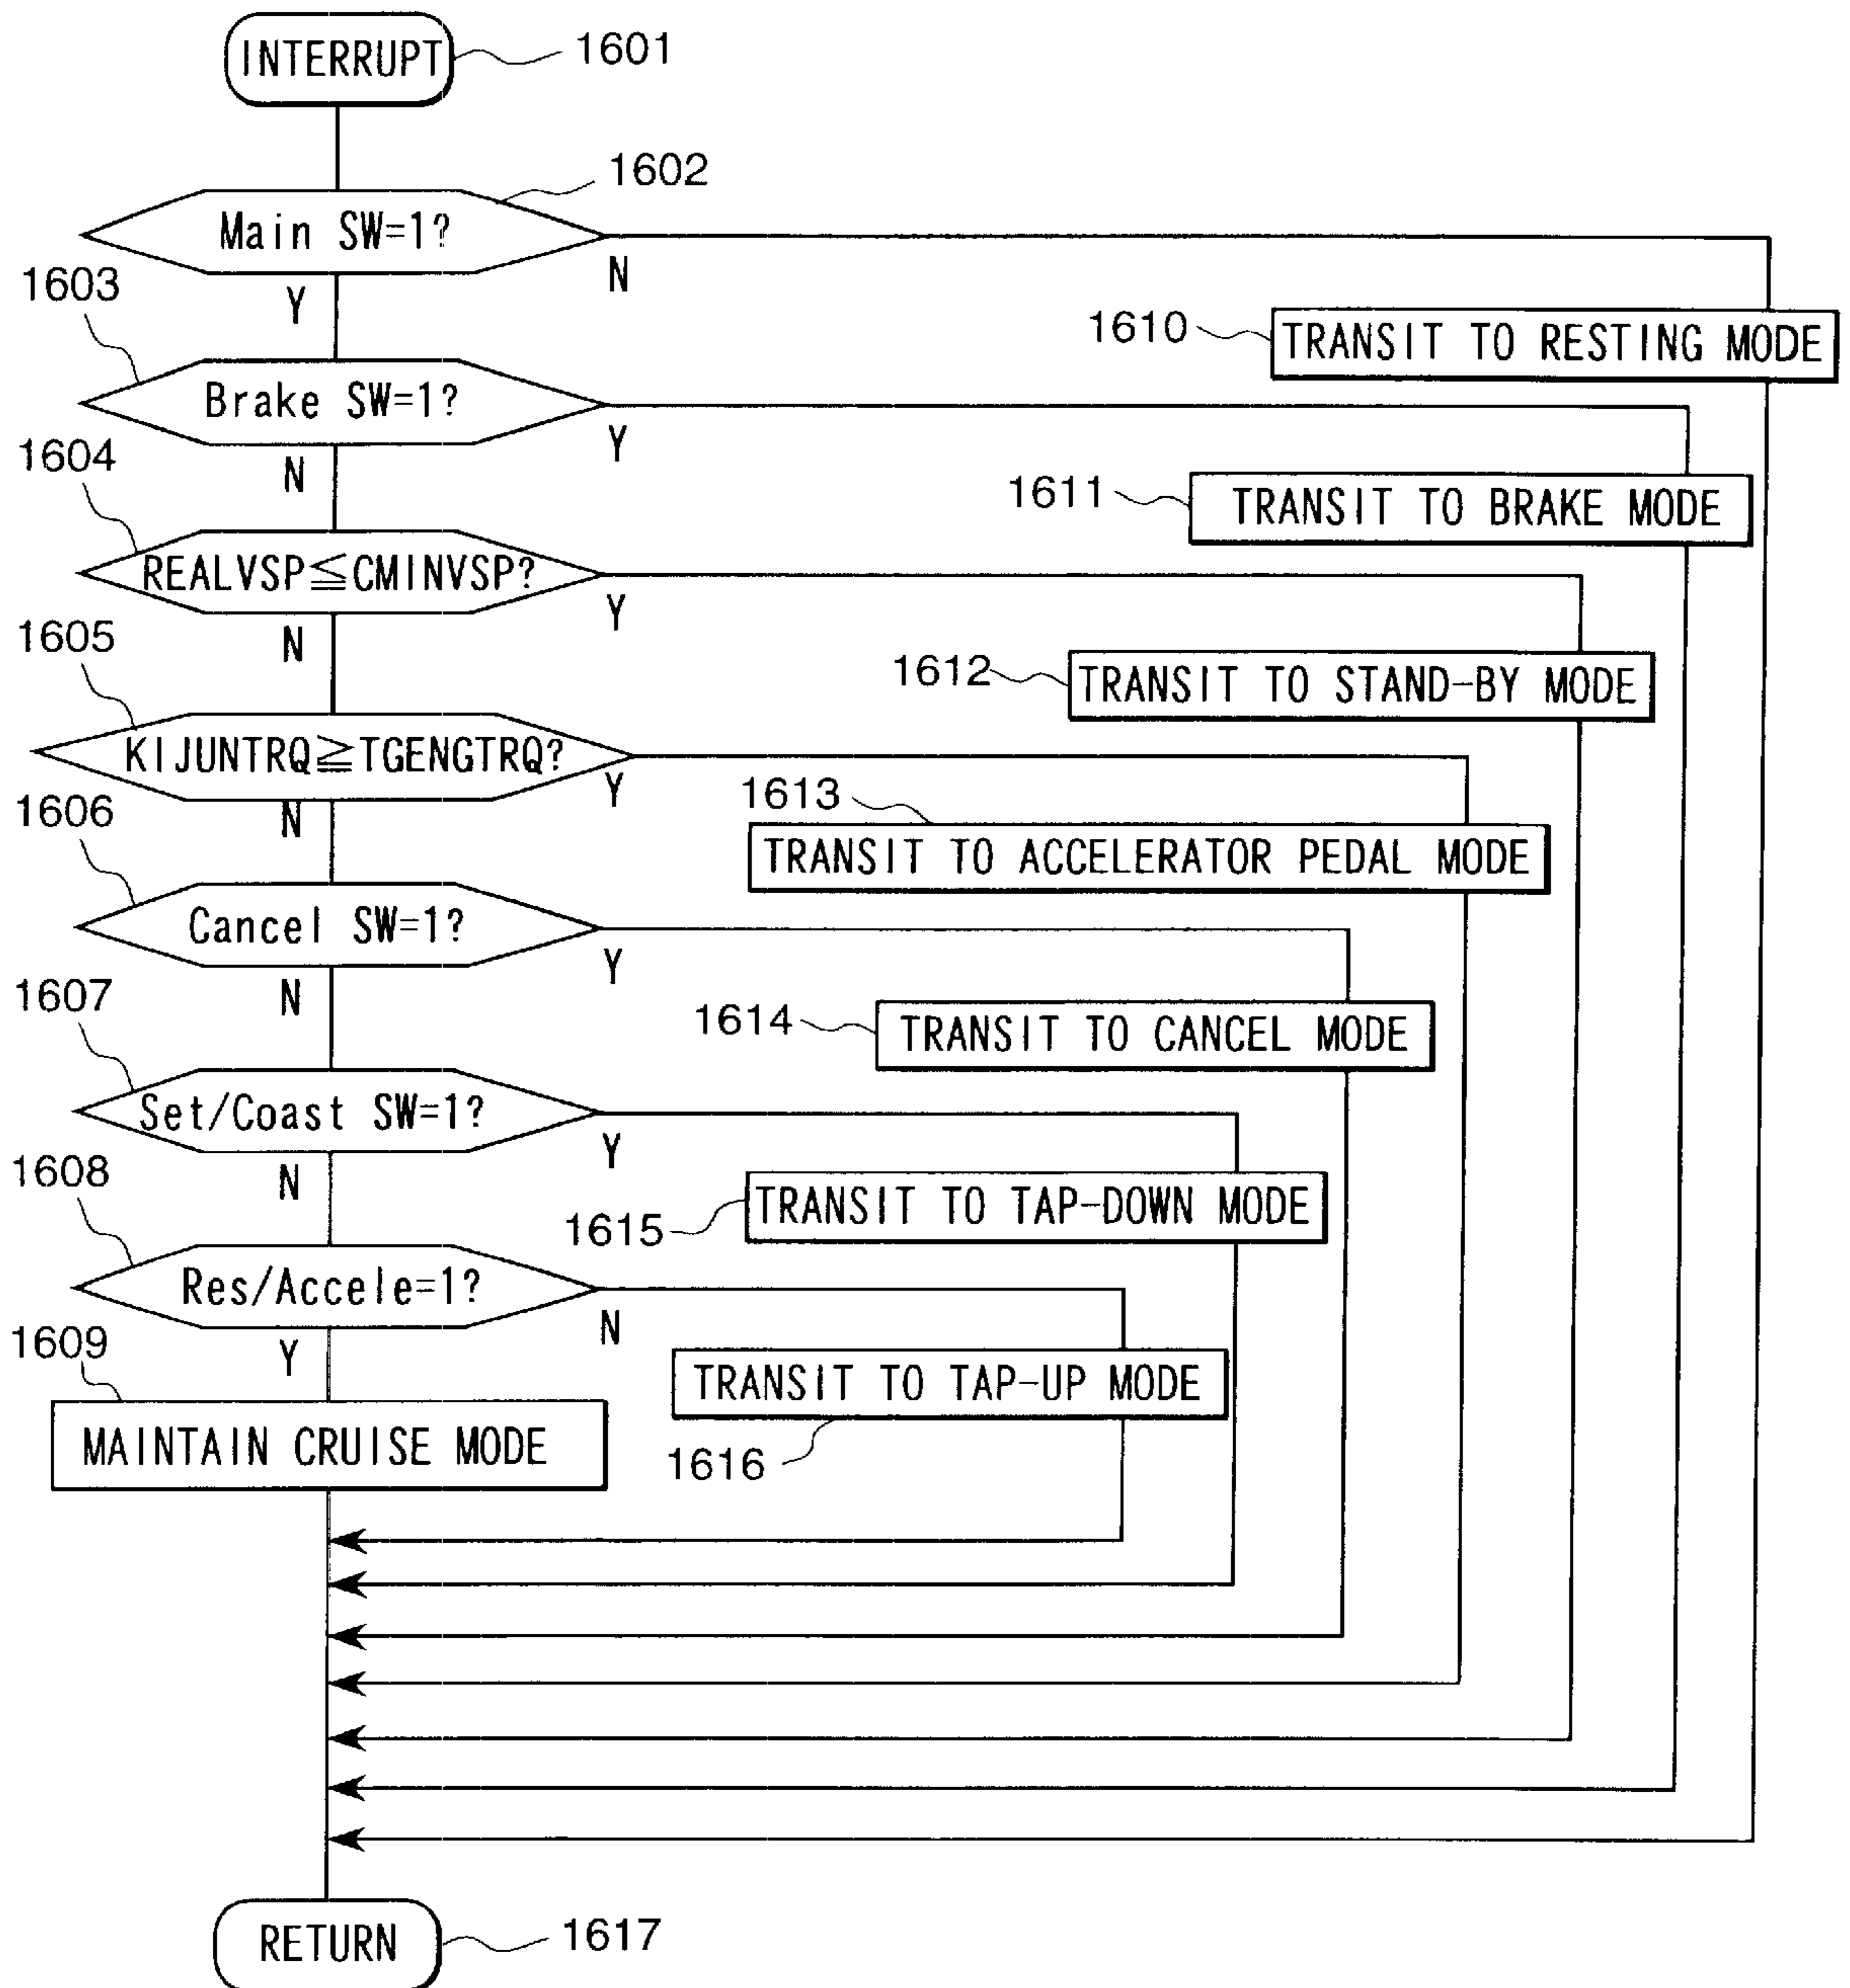 INTERRUPT
1601
1602
Main SW=1?
N
Y
1603
1610
TRANSIT TO RESTING MODE
Brake SW=1?
Y
N
1604
1611
TRANSIT TO BRAKE MODE
REALVSP≦CMINVSP?
Y
N
1605
1612
TRANSIT TO STAND-BY MODE
KIJUNTRQ≧TGENGTRQ?
Y
N
1606
1613
TRANSIT TO ACCELERATOR PEDAL MODE
Cancel SW=1?
Y
N
1607
1614
TRANSIT TO CANCEL MODE
Set/Coast SW=1?
Y
N
1608
1615
TRANSIT TO TAP-DOWN MODE
Res/Accele=1?
N
Y
1609
TRANSIT TO TAP-UP MODE
1616
MAINTAIN CRUISE MODE
RETURN
1617